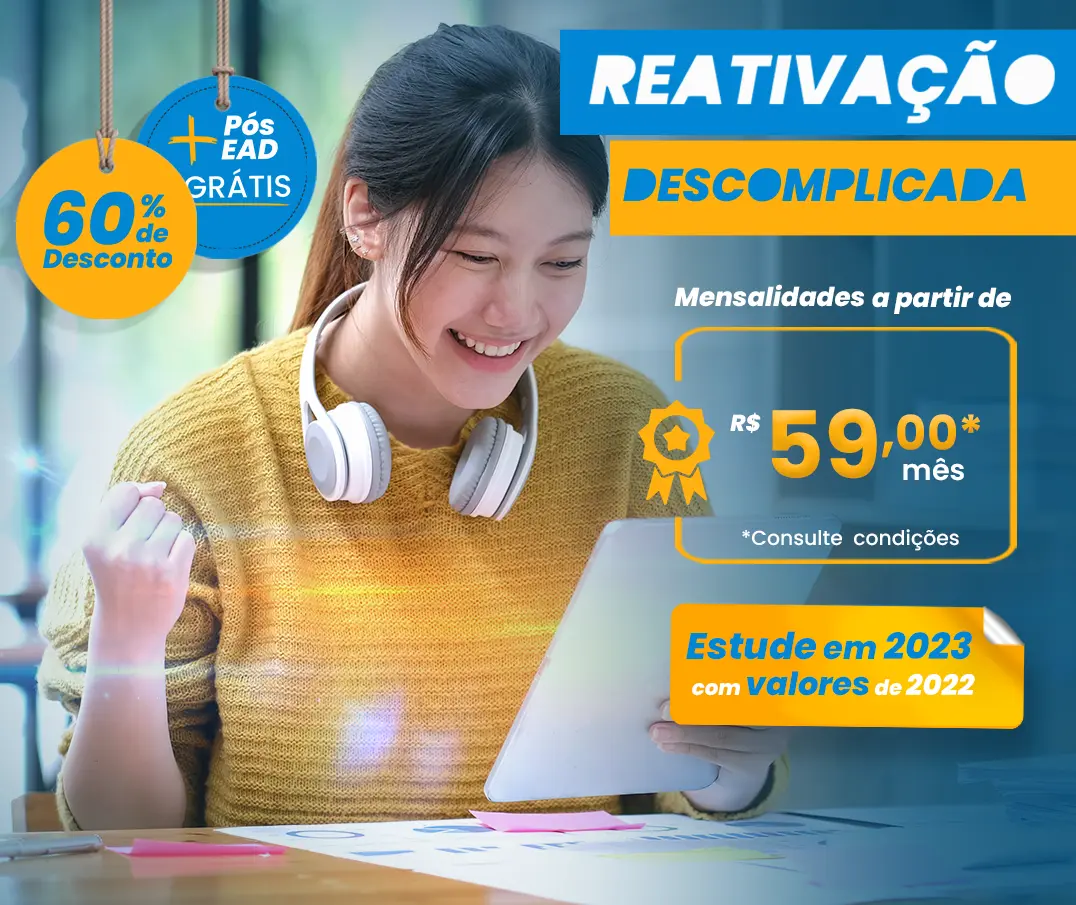 REATIVAÇÃO
DESCOMPLICADA
+ Pós
EAD
GRÁTIS
60%
de
Desconto
Mensalidades a partir de
R$ 59,00*
mês
*Consulte condições
Estude em 2023
com valores de 2022